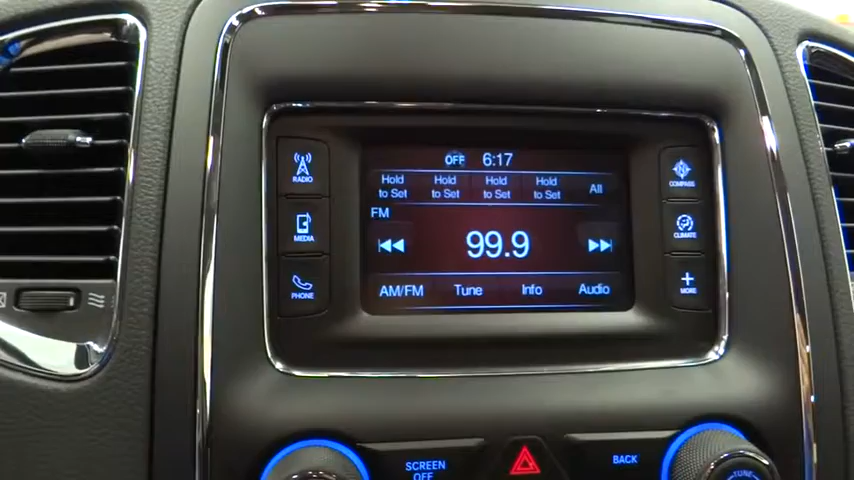 OFF 6:17
Hold to Set Hold to Set Hold to Set Hold to Set All
FM
99.9
AM/FM Tune Info Audio
RADIO
MEDIA
PHONE
N
COMPASS
CLIMATE
MORE
SCREEN OFF
BACK
TUNE